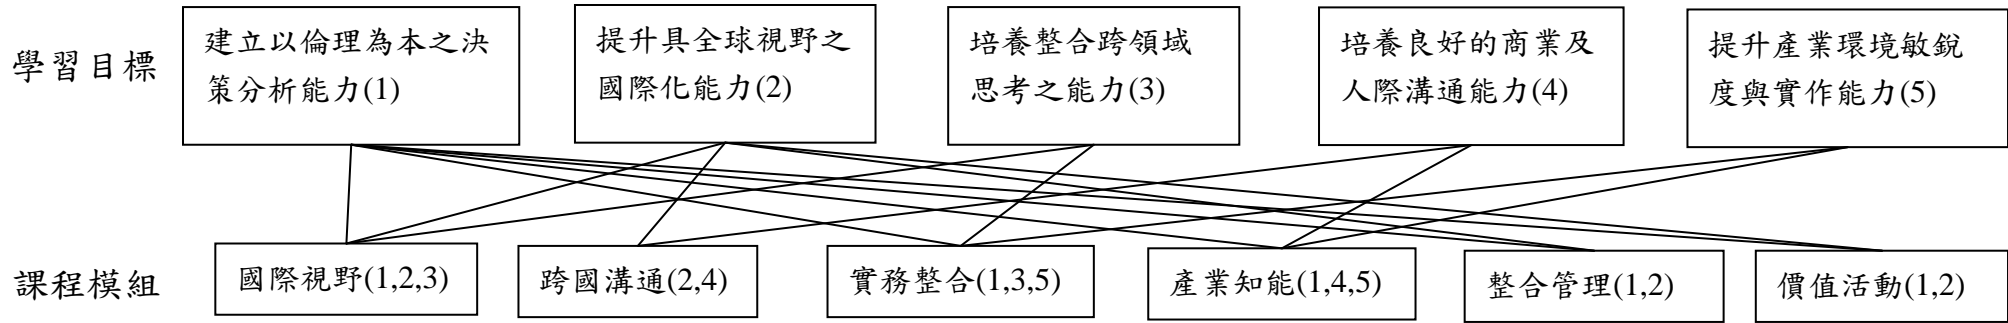 學習目標
建立以倫理為本之決
策分析能力(1)
提升具全球視野之
國際化能力(2)
培養整合跨領域
思考之能力(3)
培養良好的商業及
人際溝通能力(4)
提升產業環境敏銳
度與實作能力(5)
課程模組
國際視野(1,2,3)
跨國溝通(2,4)
實務整合(1,3,5)
產業知能(1,4,5)
整合管理(1,2)
價值活動(1,2)